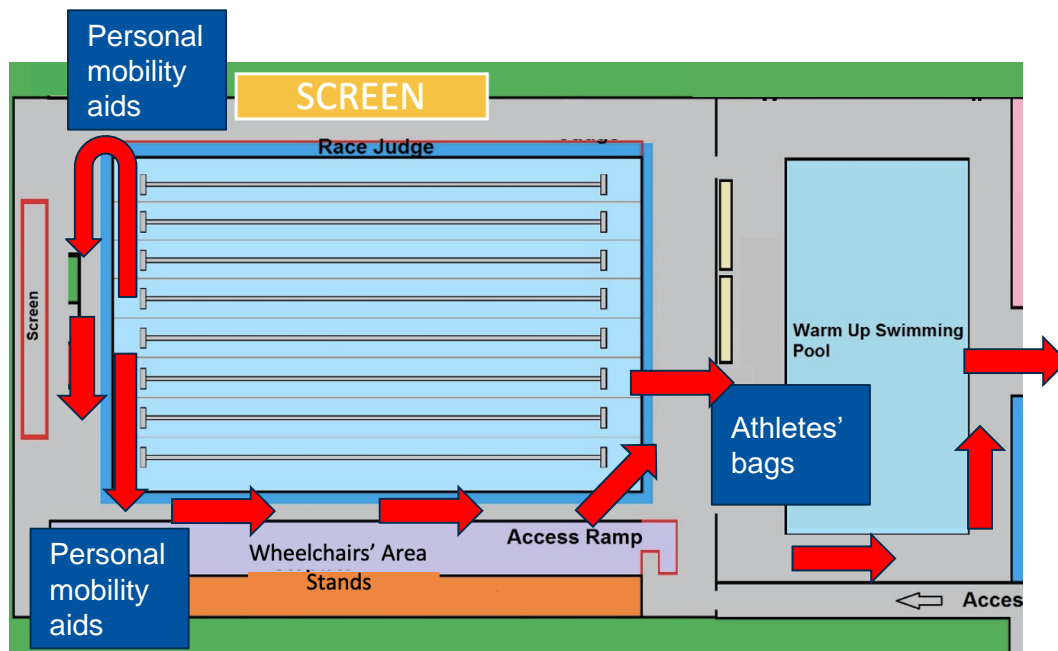 Personal
mobility
aids
SCREEN
Race Judge
Screen
Warm Up Swimming
Pool
Athletes'
bags
Access Ramp
Wheelchairs' Area
Stands
Personal
mobility
aids
Acces